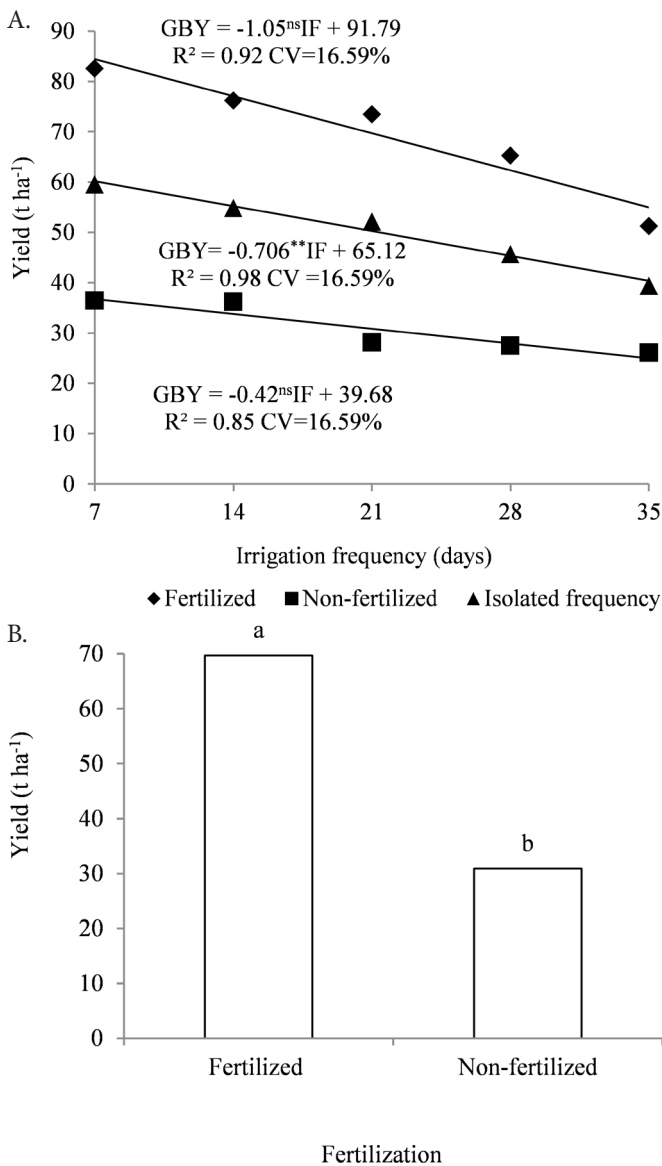 A.
GBY = -1.05ⁿˢIF + 91.79
R² = 0.92 CV=16.59%
90
80
70
60
50
40
30
20
10
0
Yield (t ha⁻¹)
GBY= -0.706**IF + 65.12
R² = 0.98 CV =16.59%
GBY = -0.42ⁿˢIF + 39.68
R² = 0.85 CV=16.59%
7 14 21 28 35
Irrigation frequency (days)
Fertilized Non-fertilized Isolated frequency
B.
70
60
50
40
30
20
10
0
Yield (t ha⁻¹)
a
b
Fertilized Non-fertilized
Fertilization